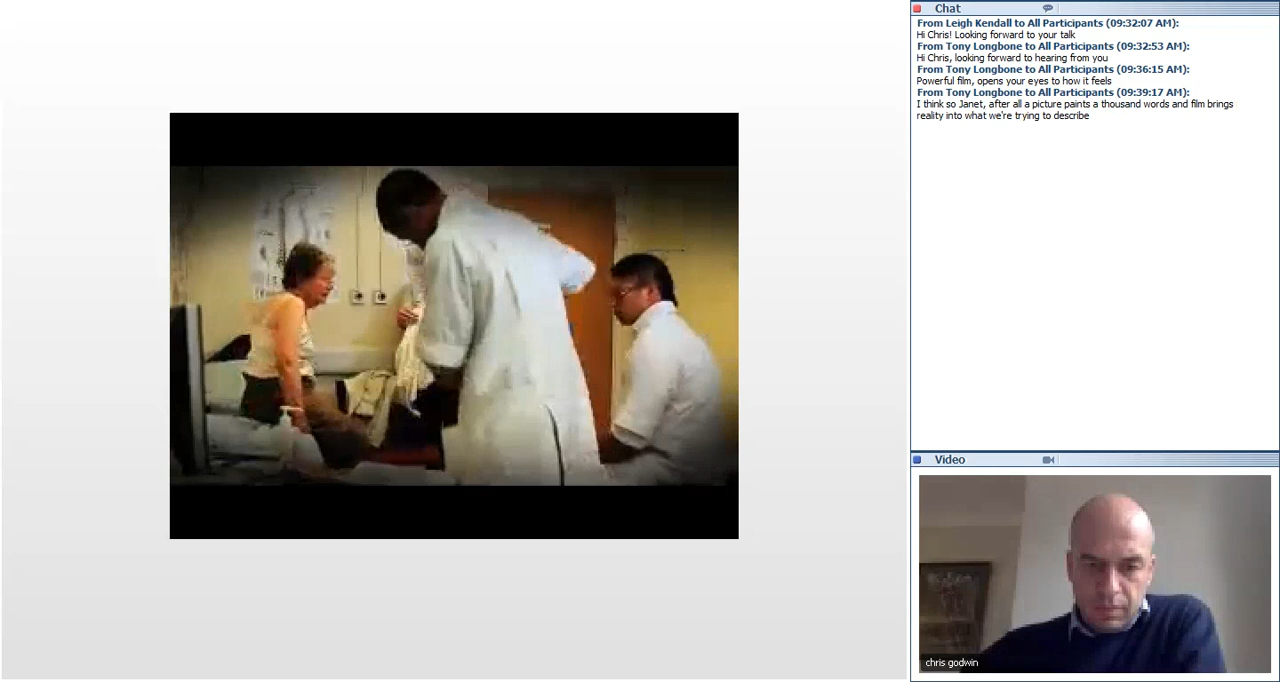 Chat
From Leigh Kendall to All Participants (09:32:07 AM):
Hi Chris! Looking forward to your talk
From Tony Longbone to All Participants (09:32:53 AM):
Hi Chris, looking forward to hearing from you
From Tony Longbone to All Participants (09:36:15 AM):
Powerful film, opens your eyes to how it feels
From Tony Longbone to All Participants (09:39:17 AM):
I think so Janet, after all a picture paints a thousand words and film brings
reality into what we're trying to describe
Video
chris godwin